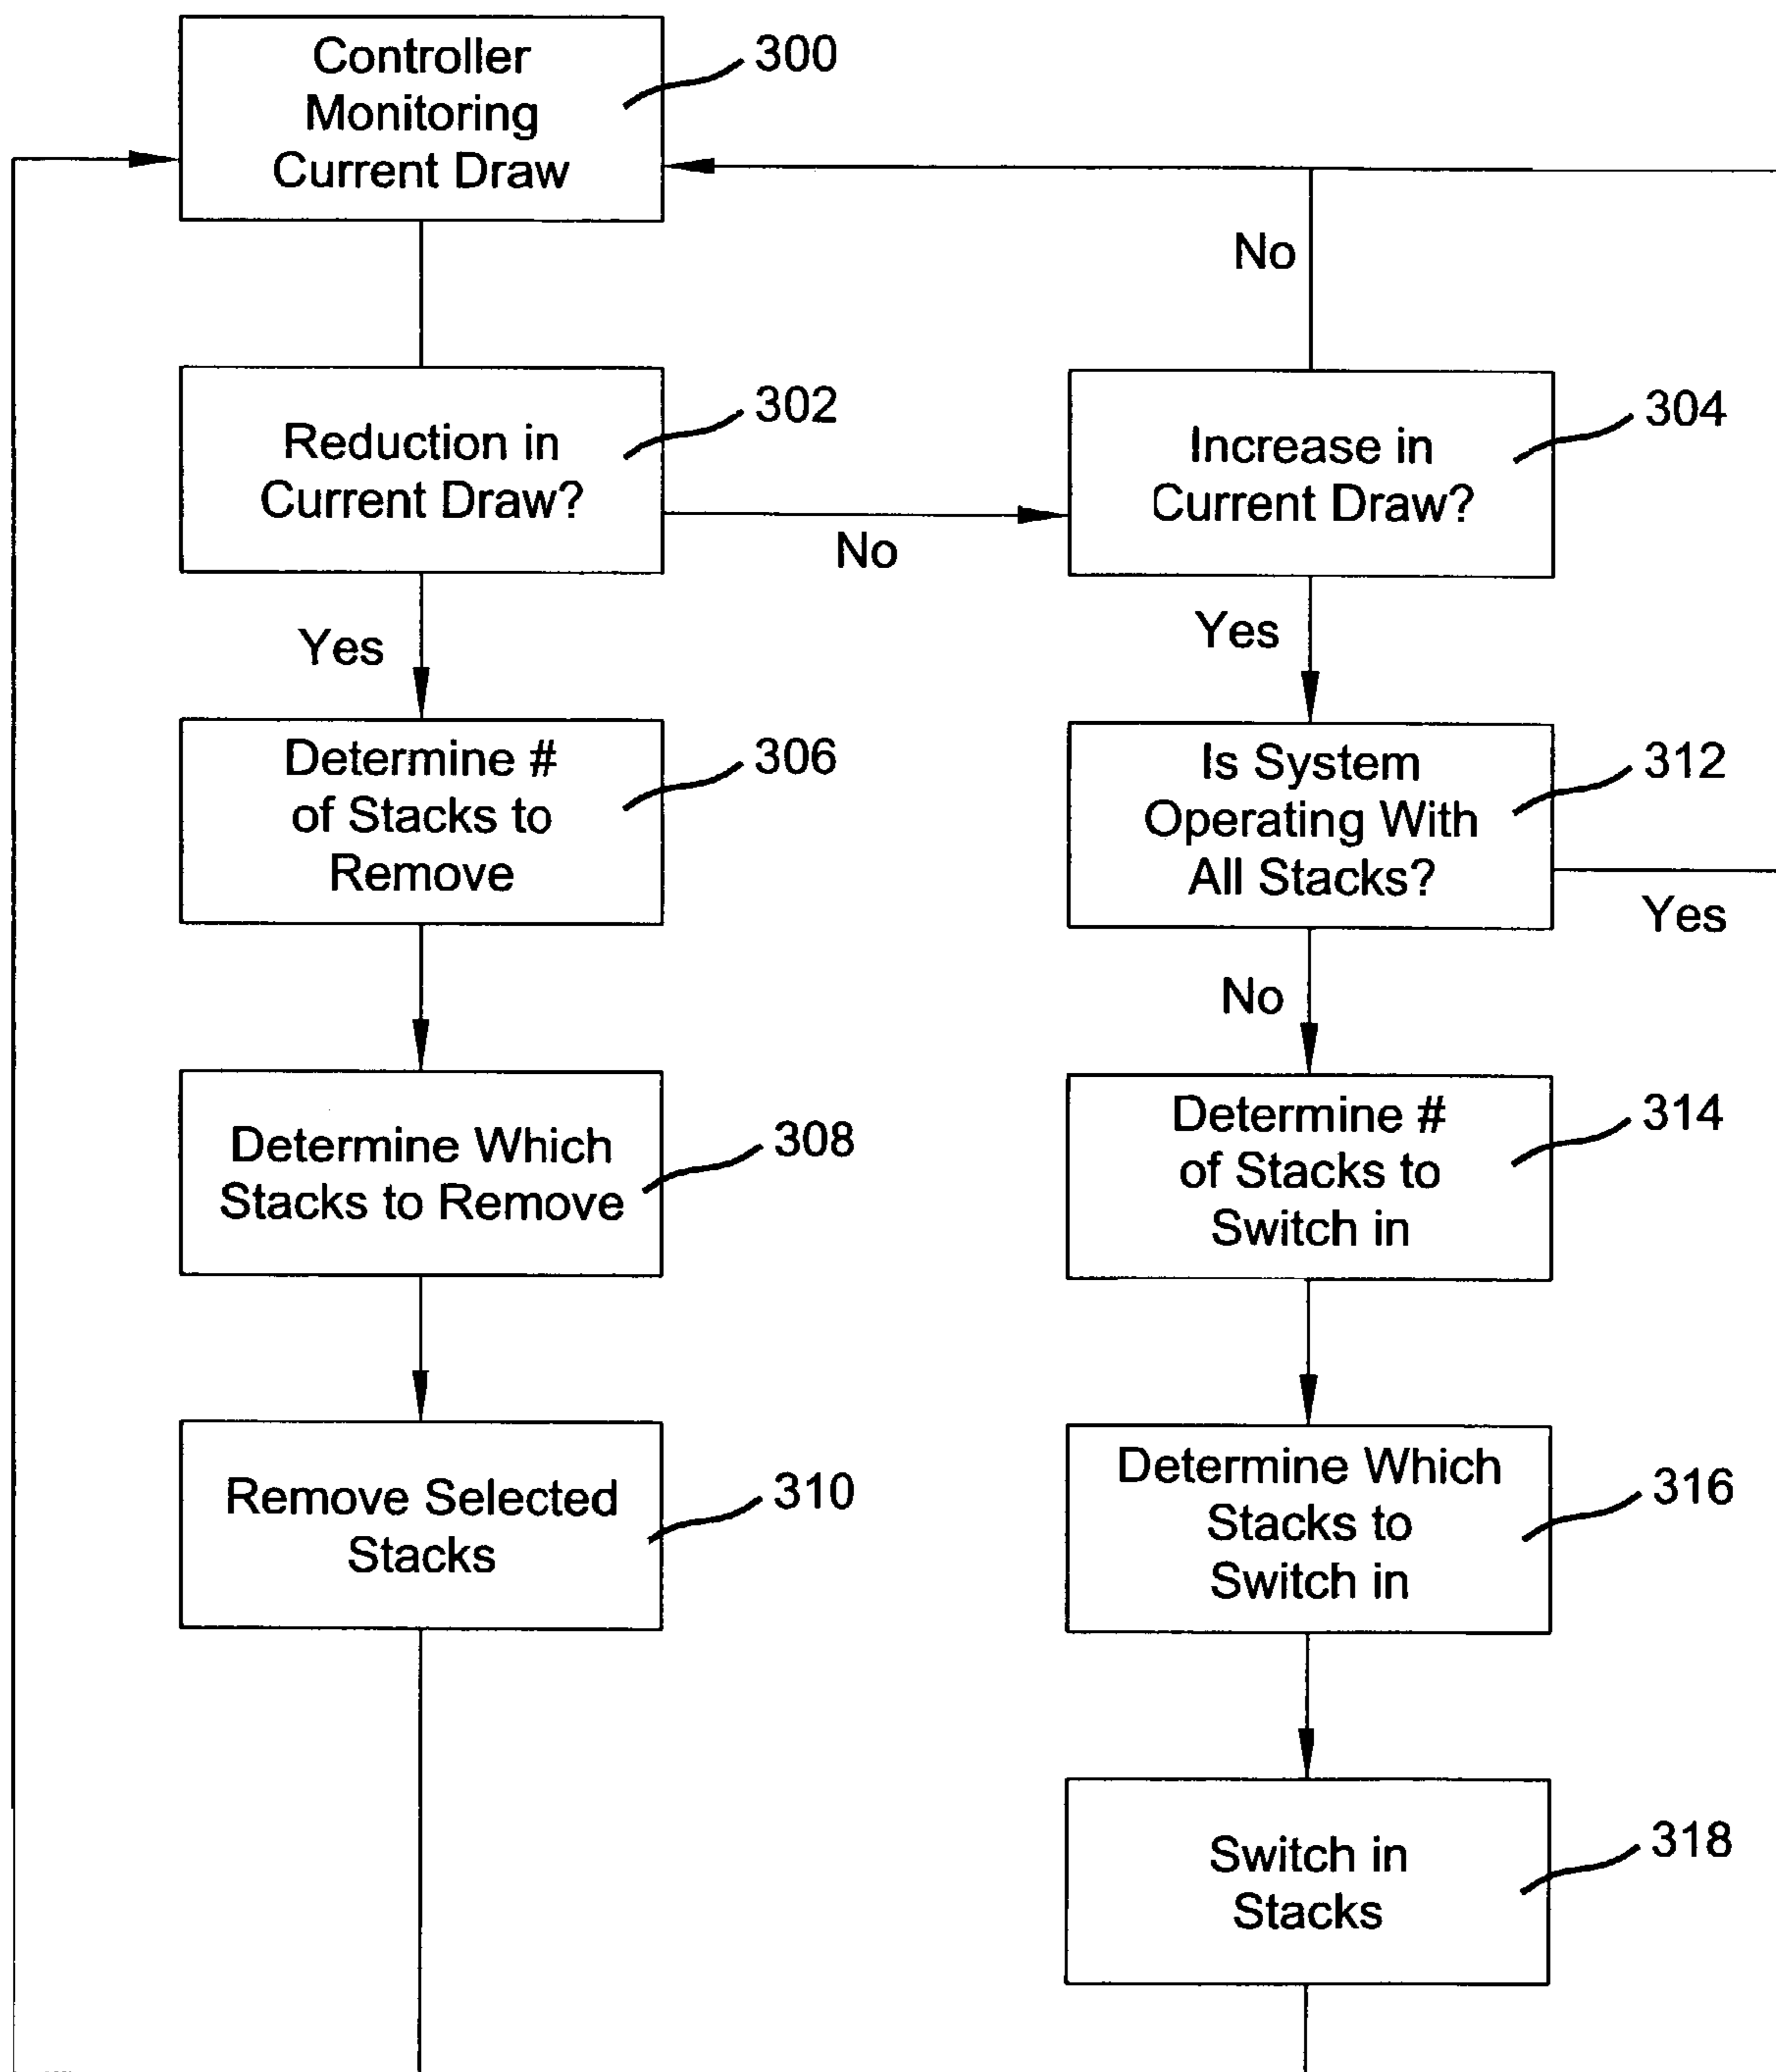 Controller
Monitoring
Current Draw
300
No
Reduction in
Current Draw?
302
No
Increase in
Current Draw?
304
Yes
Yes
Determine #
of Stacks to
Remove
306
Is System
Operating With
All Stacks?
312
Yes
No
Determine Which
Stacks to Remove
308
Determine #
of Stacks to
Switch in
314
Remove Selected
Stacks
310
Determine Which
Stacks to
Switch in
316
Switch in
Stacks
318